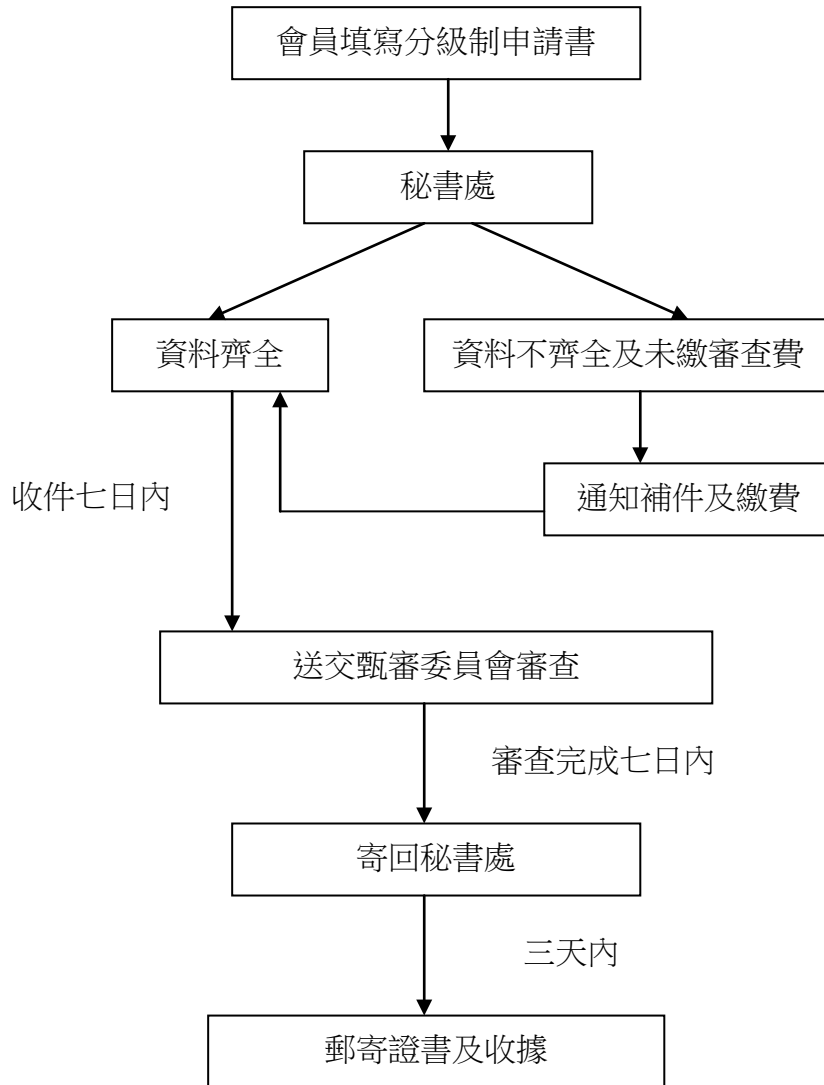 會員填寫分級制申請書
秘書處
資料齊全
資料不齊全及未繳審查費
收件七日內
通知補件及繳費
送交甄審委員會審查
審查完成七日內
寄回秘書處
三天內
郵寄證書及收據